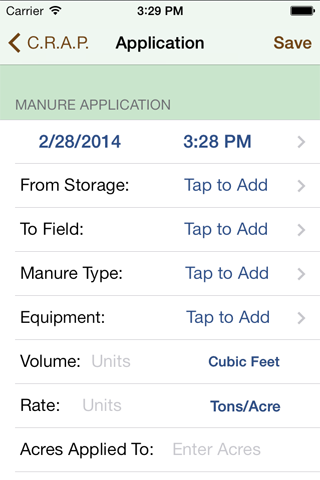 Carrier 3:29 PM
C.R.A.P. Application Save
MANURE APPLICATION
2/28/2014 3:28 PM
From Storage: Tap to Add
To Field: Tap to Add
Manure Type: Tap to Add
Equipment: Tap to Add
Volume: Units Cubic Feet
Rate: Units Tons/Acre
Acres Applied To: Enter Acres